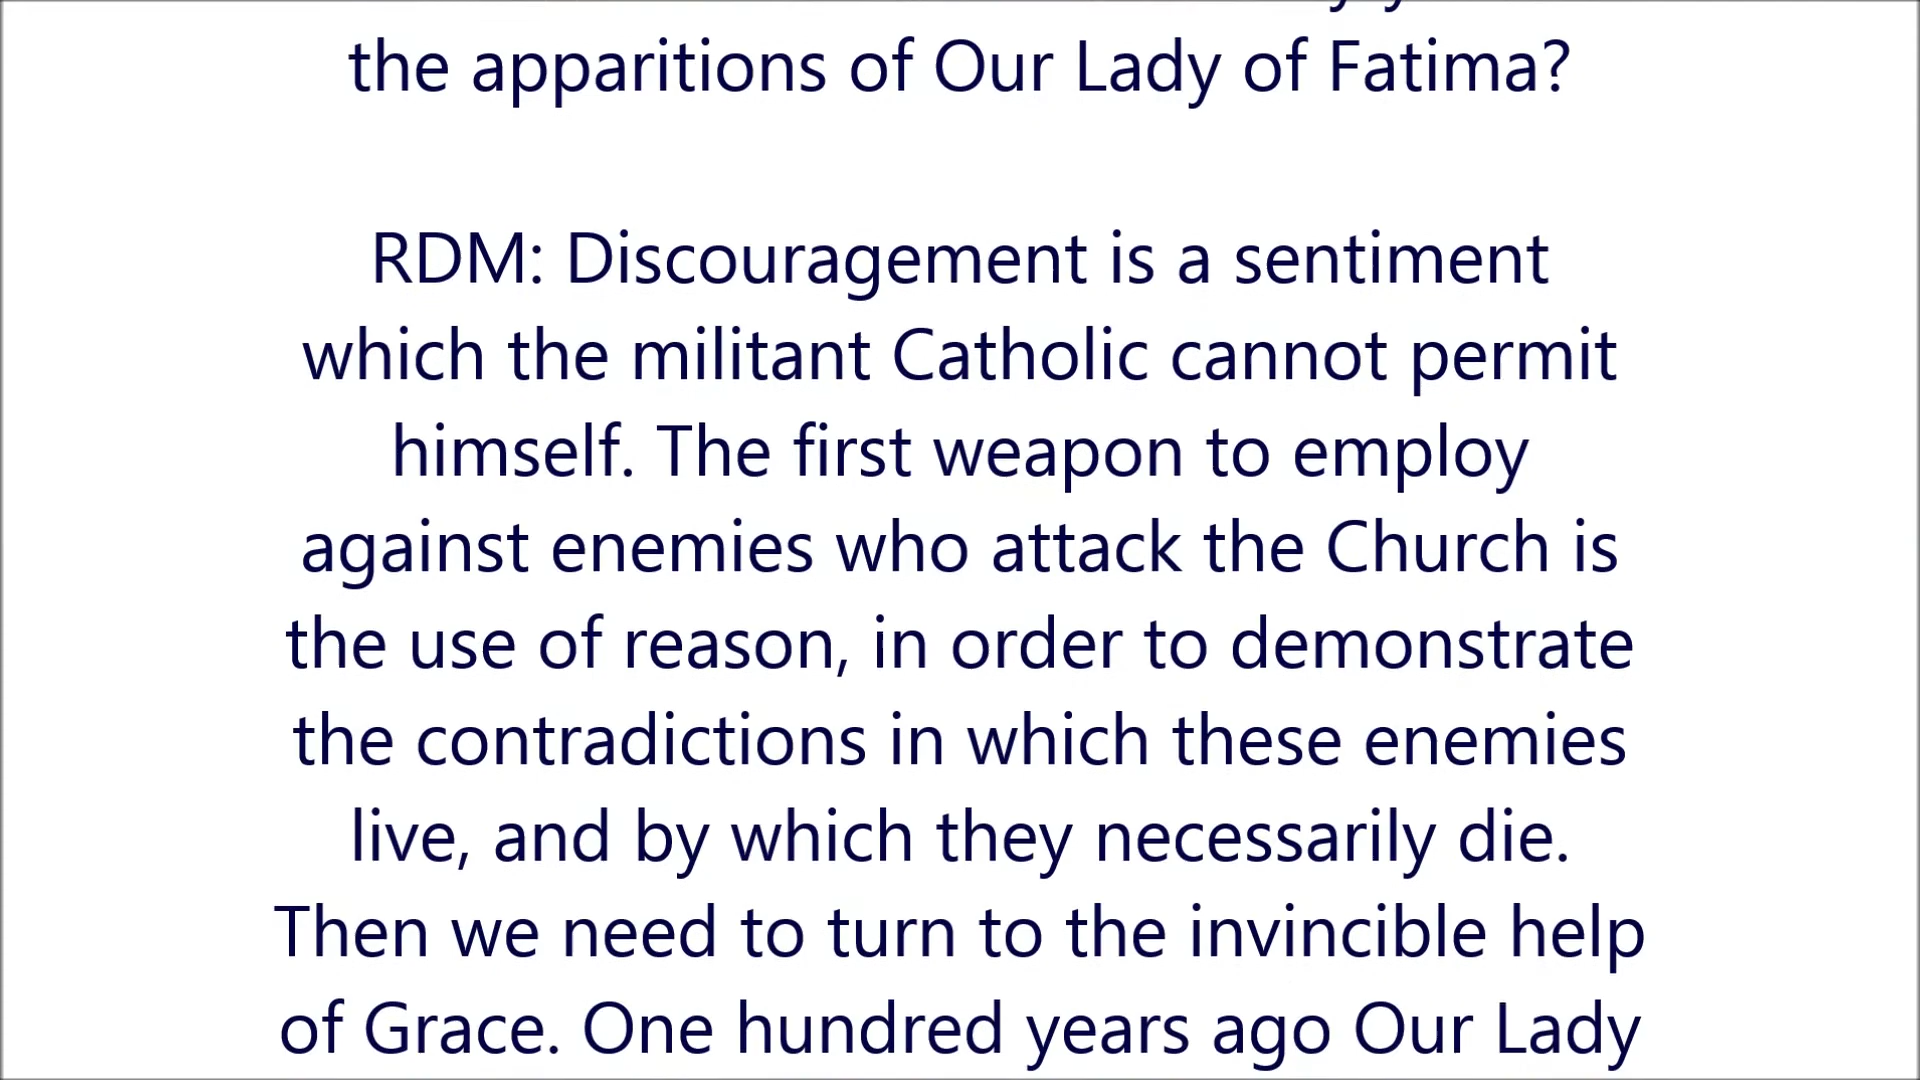 the apparitions of Our Lady of Fatima?
RDM: Discouragement is a sentiment
which the militant Catholic cannot permit
himself. The first weapon to employ
against enemies who attack the Church is
the use of reason, in order to demonstrate
the contradictions in which these enemies
live, and by which they necessarily die.
Then we need to turn to the invincible help
of Grace. One hundred years ago Our Lady